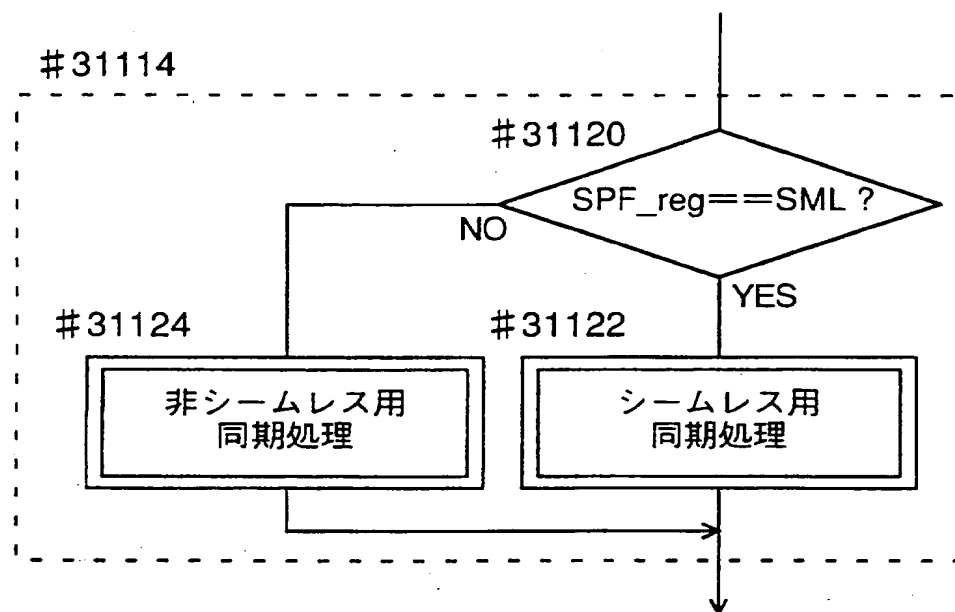 #31114
#31120
SPF_reg==SML ?
NO
YES
#31124
#31122
非シームレス用
同期処理
シームレス用
同期処理